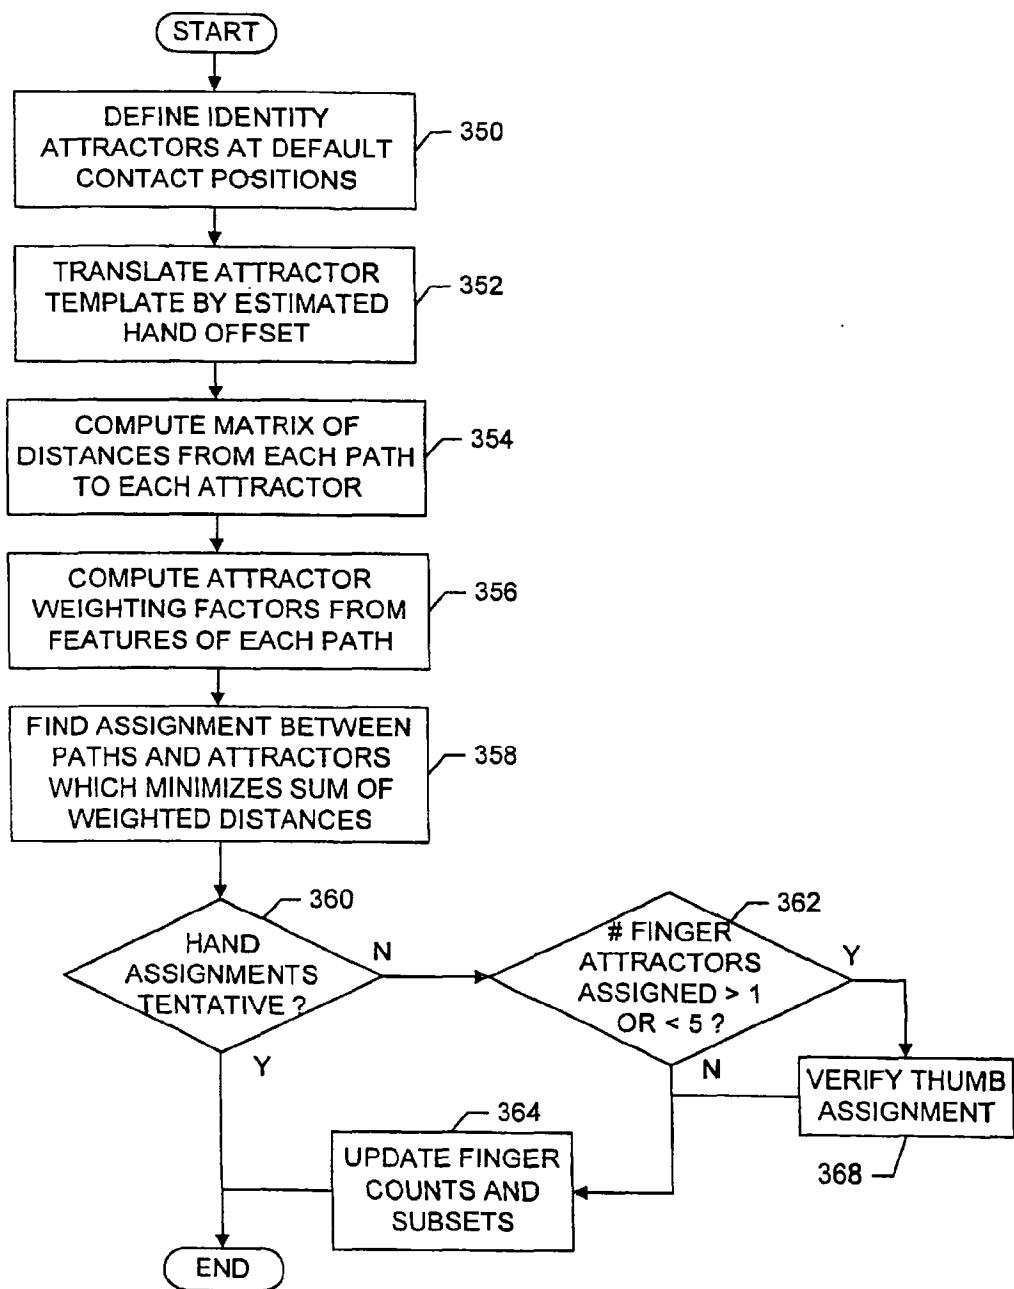 START
DEFINE IDENTITY
ATTRACTORS AT DEFAULT
CONTACT POSITIONS
350
TRANSLATE ATTRACTOR
TEMPLATE BY ESTIMATED
HAND OFFSET
352
COMPUTE MATRIX OF
DISTANCES FROM EACH PATH
TO EACH ATTRACTOR
354
COMPUTE ATTRACTOR
WEIGHTING FACTORS FROM
FEATURES OF EACH PATH
356
FIND ASSIGNMENT BETWEEN
PATHS AND ATTRACTORS
WHICH MINIMIZES SUM OF
WEIGHTED DISTANCES
358
HAND
ASSIGNMENTS
TENTATIVE ?
360
N
Y
# FINGER
ATTRACTORS
ASSIGNED > 1
OR < 5 ?
362
Y
N
VERIFY THUMB
ASSIGNMENT
368
364
UPDATE FINGER
COUNTS AND
SUBSETS
END